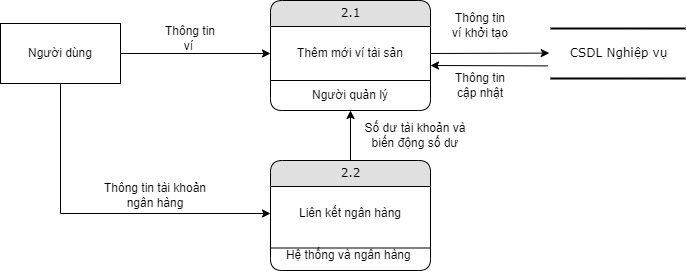 2.1
Thông tin
ví
Người dùng
Thêm mới ví tài sản
Thông tin
ví khởi tạo
CSDL Nghiệp vụ
Thông tin
cập nhật
Người quản lý
Số dư tài khoản và
biến động số dư
2.2
Thông tin tài khoản
ngân hàng
Liên kết ngân hàng
Hệ thống và ngân hàng